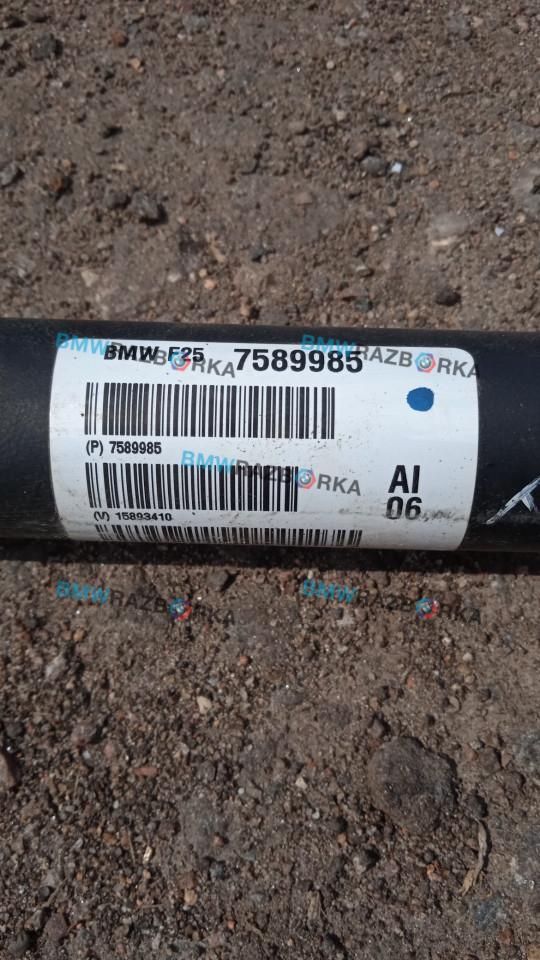 BMW F25 7589985
(P) 7589985
(V) 15893410
AI
06
BMWRAZBORKA
BMWRAZBORKA
BMWRAZBORKA
BMWRAZBORKA
BMWRAZBORKA